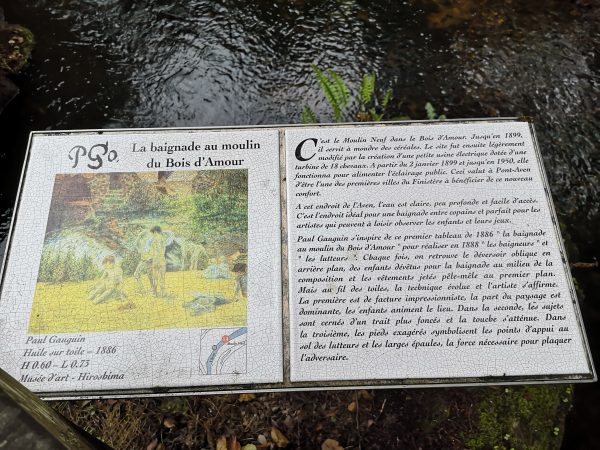 PGo.
La baignade au moulin
du Bois d'Amour
Paul Gauguin
Huile sur toile – 1886
H 0.60 – L 0.73
Musée d'art - Hiroshima
C'est le Moulin Neuf dans le Bois d'Amour. Jusqu'en 1899,
il servit à moudre des céréales. Le site fut ensuite légèrement
modifié par la création d'une petite usine électrique dotée d'une
turbine de 18 chevaux. A partir du 2 janvier 1899 et jusqu'en 1950, elle
fonctionna pour alimenter l'éclairage public. Ceci valut à Pont-Aven
d'être l'une des premières villes du Finistère à bénéficier de ce nouveau
confort.
A cet endroit de l'Aven, l'eau est claire, peu profonde et facile d'accès.
C'est l'endroit idéal pour une baignade entre copains et parfait pour les
artistes qui peuvent à loisir observer les enfants et leurs jeux.
Paul Gauguin s'inspire de ce premier tableau de 1886 " la baignade
au moulin du Bois d'Amour " pour réaliser en 1888 " les baigneurs " et
" les lutteurs ". Chaque fois, on retrouve le déversoir oblique en
arrière plan, des enfants dévêtus pour la baignade au milieu de la
composition et les vêtements jetés pêle-mêle au premier plan.
Mais au fil des toiles, la technique évolue et l'artiste s'affirme.
La première est de facture impressionniste, la part du paysage est
dominante, les enfants animent le lieu. Dans la seconde, les sujets
sont cernés d'un trait plus foncés et la touche s'atténue. Dans
la troisième, les pieds exagérés symbolisent les points d'appui au
sol des lutteurs et les larges épaules, la force nécessaire pour plaquer
l'adversaire.